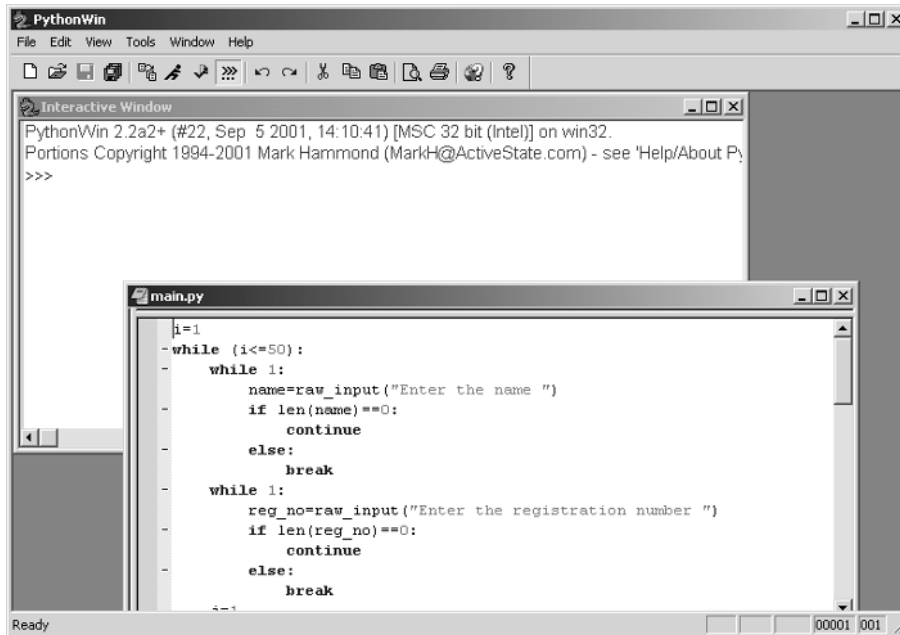 PythonWin
File Edit View Tools Window Help
Interactive Window
PythonWin 2.2a2+ (#22, Sep 5 2001, 14:10:41) [MSC 32 bit (Intel)] on win32.
Portions Copyright 1994-2001 Mark Hammond (MarkH@ActiveState.com) - see 'Help/About Py
>>>
main.py
i=1
while (i<=50):
while 1:
name=raw_input("Enter the name ")
if len(name)==0:
continue
else:
break
while 1:
reg_no=raw_input("Enter the registration number ")
if len(reg_no)==0:
continue
else:
break
Ready
00001 001